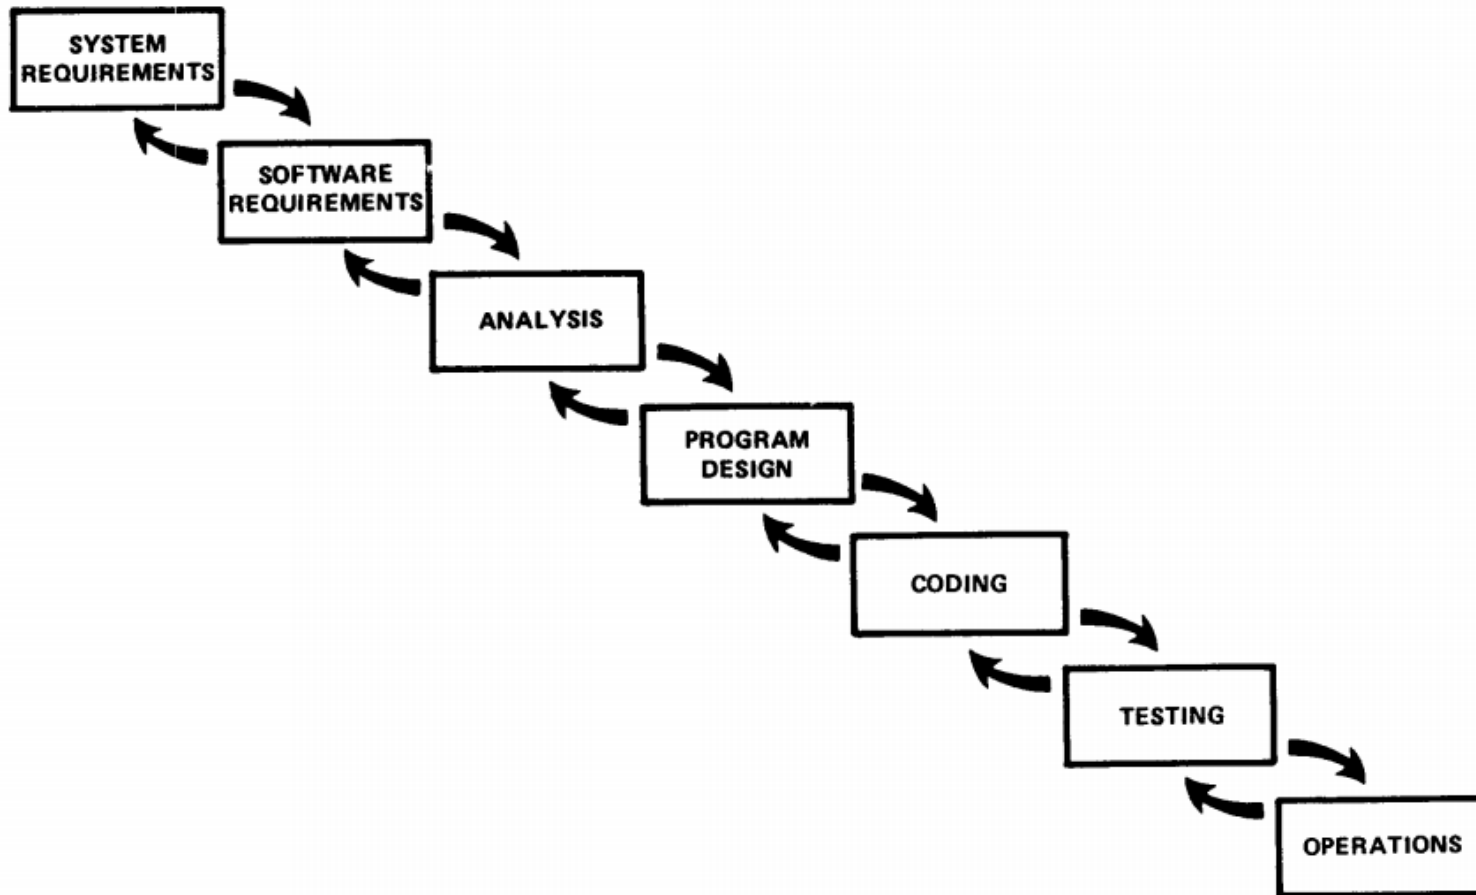 SYSTEM
REQUIREMENTS
SOFTWARE
REQUIREMENTS
ANALYSIS
PROGRAM
DESIGN
CODING
TESTING
OPERATIONS